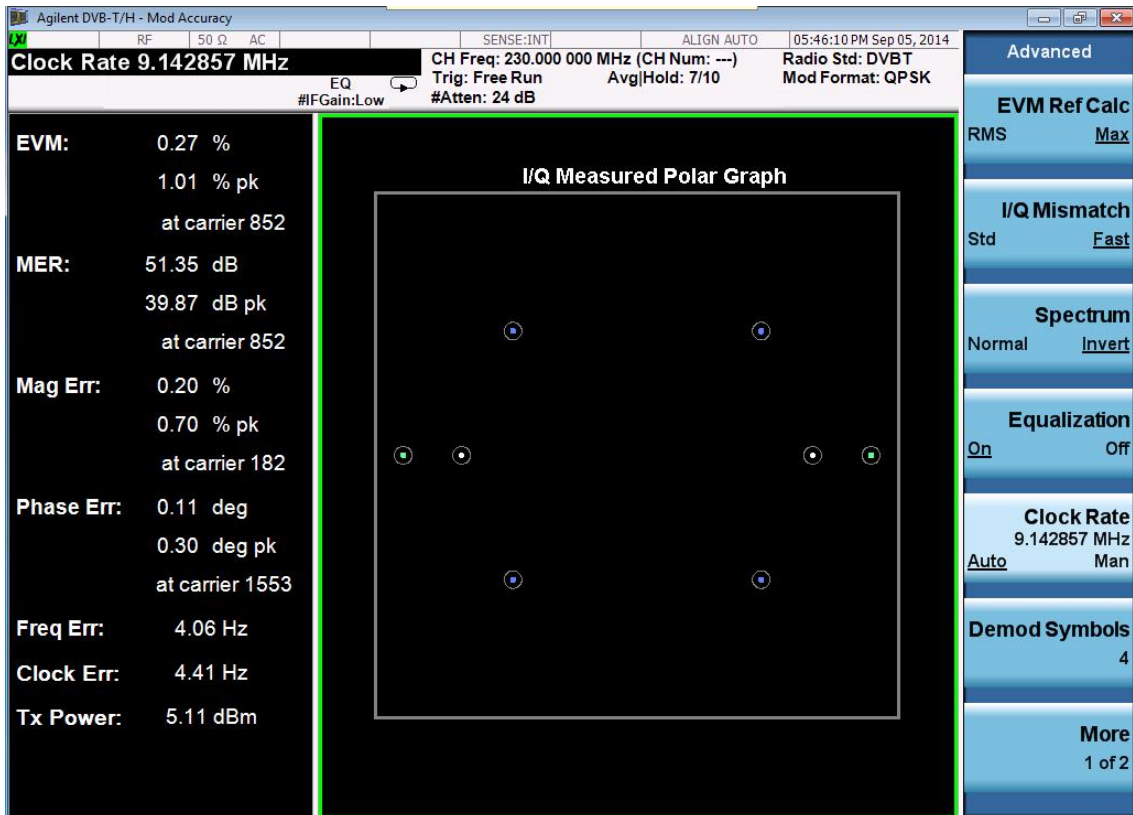 Agilent DVB-T/H - Mod Accuracy
LXI RF 50 Ω AC SENSE:INT ALIGN AUTO 05:46:10 PM Sep 05, 2014
Clock Rate 9.142857 MHz
EQ
#IFGain:Low
CH Freq: 230.000 000 MHz (CH Num: ---)
Trig: Free Run Avg|Hold: 7/10
#Atten: 24 dB
Radio Std: DVBT
Mod Format: QPSK
EVM: 0.27 %
1.01 % pk
at carrier 852
MER: 51.35 dB
39.87 dB pk
at carrier 852
Mag Err: 0.20 %
0.70 % pk
at carrier 182
Phase Err: 0.11 deg
0.30 deg pk
at carrier 1553
Freq Err: 4.06 Hz
Clock Err: 4.41 Hz
Tx Power: 5.11 dBm
I/Q Measured Polar Graph
Advanced
EVM Ref Calc
RMS Max
I/Q Mismatch
Std Fast
Spectrum
Normal Invert
Equalization
On Off
Clock Rate
9.142857 MHz
Auto Man
Demod Symbols
4
More
1 of 2